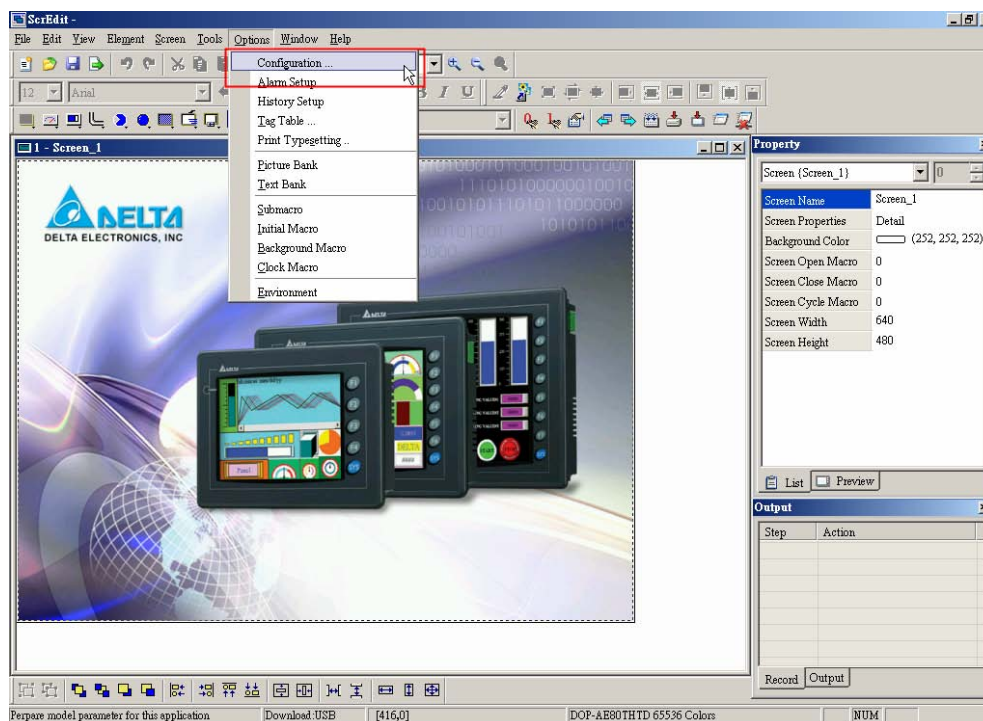 ScrEdit -
File Edit View Element Screen Tools Options Window Help
Configuration ...
Alarm Setup
History Setup
Tag Table ...
Print Typesetting ..
Picture Bank
Text Bank
Submacro
Initial Macro
Background Macro
Clock Macro
Environment
12 Arial
B I U
1 - Screen_1
DELTA
DELTA ELECTRONICS, INC
Property
Screen {Screen_1} 0
Screen Name Screen_1
Screen Properties Detail
Background Color (252, 252, 252)
Screen Open Macro 0
Screen Close Macro 0
Screen Cycle Macro 0
Screen Width 640
Screen Height 480
List Preview
Output
Step Action
Record Output
Perpare model parameter for this application Download:USB [416,0] DOP-AE80THTD 65536 Colors NUM